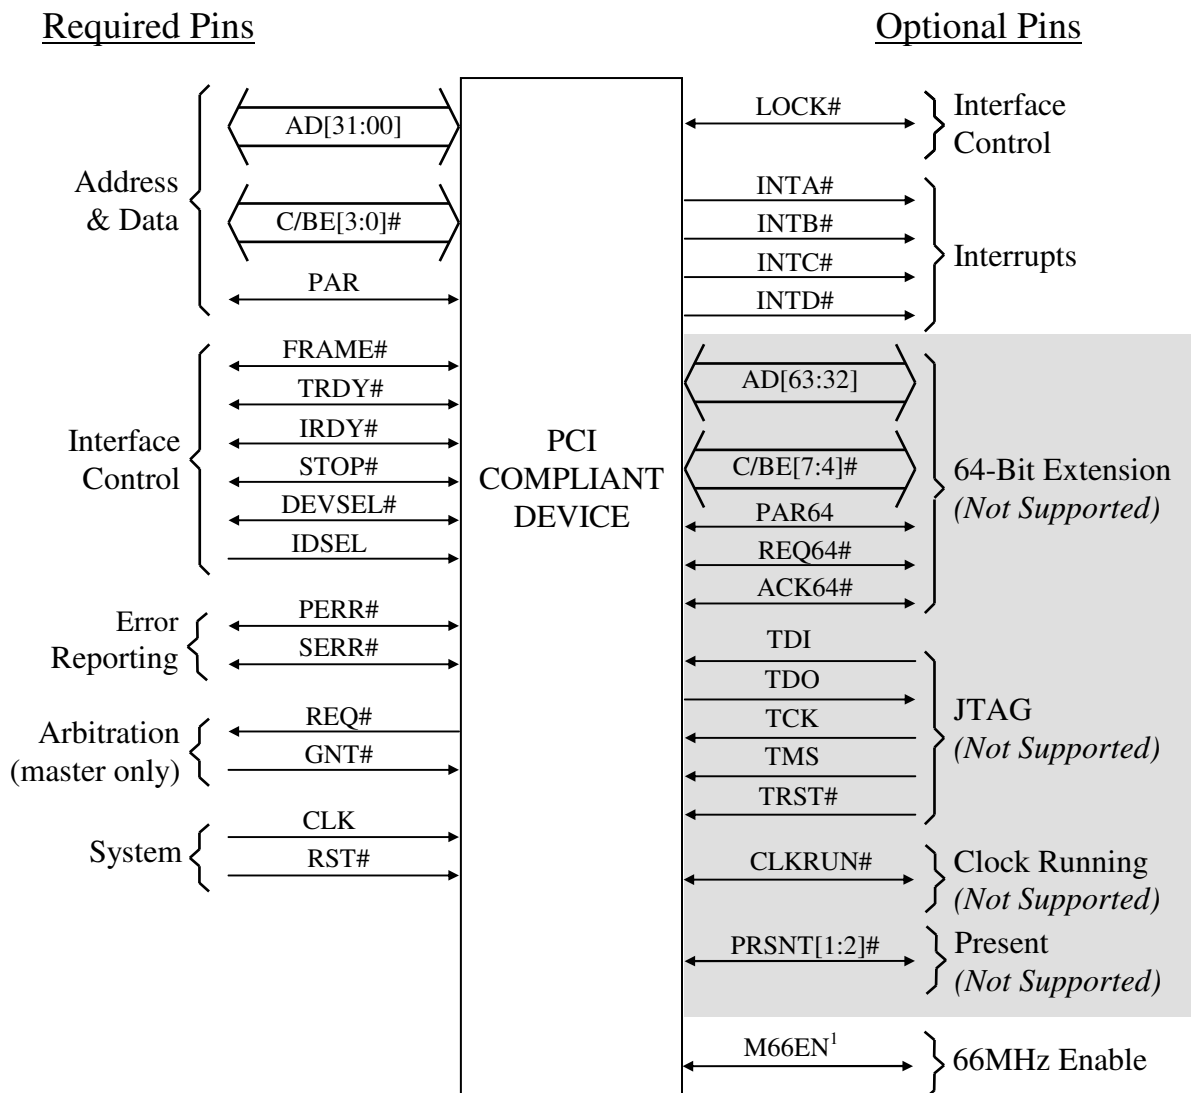 Required Pins
Optional Pins
Address
& Data
AD[31:00]
C/BE[3:0]#
PAR
Interface
Control
FRAME#
TRDY#
IRDY#
STOP#
DEVSEL#
IDSEL
Error
Reporting
PERR#
SERR#
Arbitration
(master only)
REQ#
GNT#
System
CLK
RST#
PCI
COMPLIANT
DEVICE
LOCK#
Interface
Control
INTA#
INTB#
INTC#
INTD#
Interrupts
AD[63:32]
C/BE[7:4]#
PAR64
REQ64#
ACK64#
64-Bit Extension
(Not Supported)
TDI
TDO
TCK
TMS
TRST#
JTAG
(Not Supported)
CLKRUN#
Clock Running
(Not Supported)
PRSNT[1:2]#
Present
(Not Supported)
M66EN¹
66MHz Enable